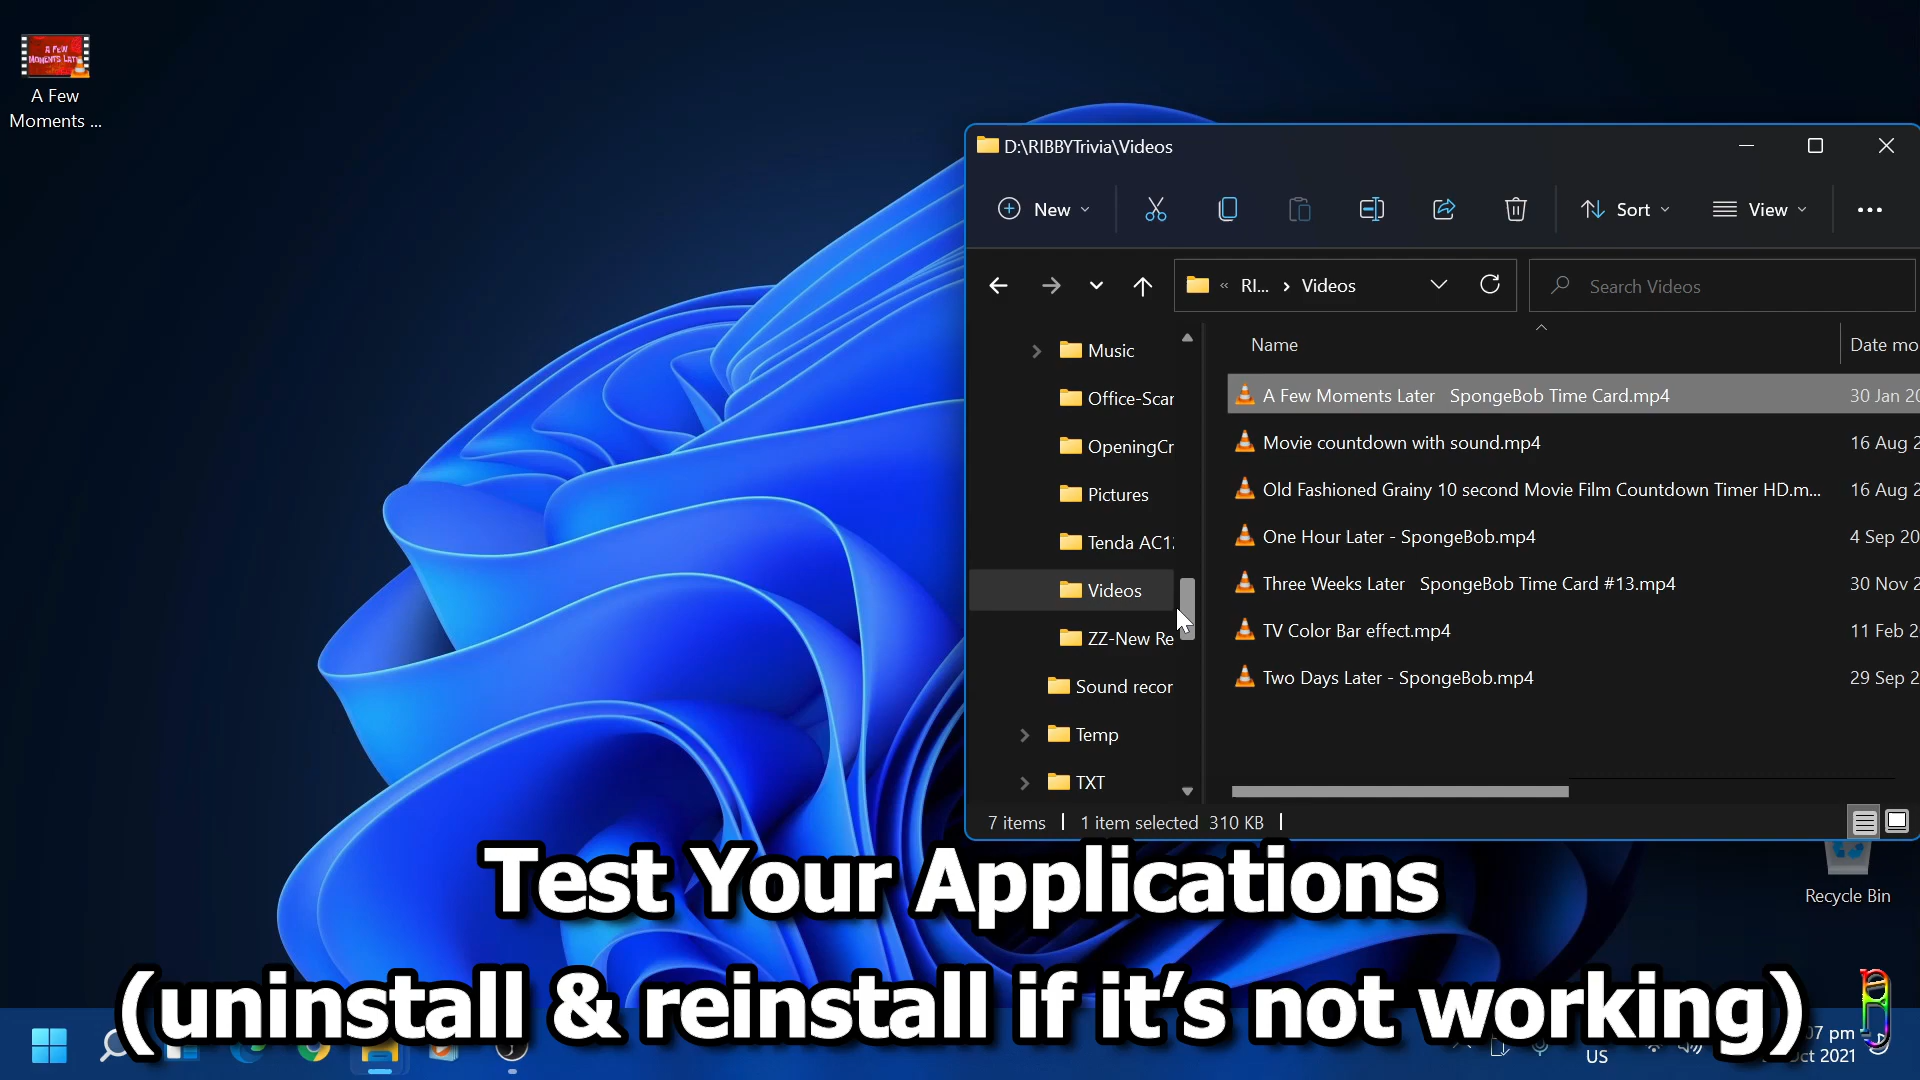 A FEW
MOMENTS LATER
A Few
Moments ...
D:\RIBBYTrivia\Videos
New
Sort
View
« RI... > Videos
Search Videos
Music
Office-Scar
OpeningCr
Pictures
Tenda AC1
Videos
ZZ-New Re
Sound recor
Temp
TXT
Name
Date mo
A Few Moments Later   SpongeBob Time Card.mp4
30 Jan 20
Movie countdown with sound.mp4
16 Aug 2
Old Fashioned Grainy 10 second Movie Film Countdown Timer HD.m...
16 Aug 2
One Hour Later - SpongeBob.mp4
4 Sep 20
Three Weeks Later   SpongeBob Time Card #13.mp4
30 Nov 2
TV Color Bar effect.mp4
11 Feb 2
Two Days Later - SpongeBob.mp4
29 Sep 2
7 items
1 item selected  310 KB
Recycle Bin
Test Your Applications
(uninstall & reinstall if it's not working)
US
07 pm
Oct 2021